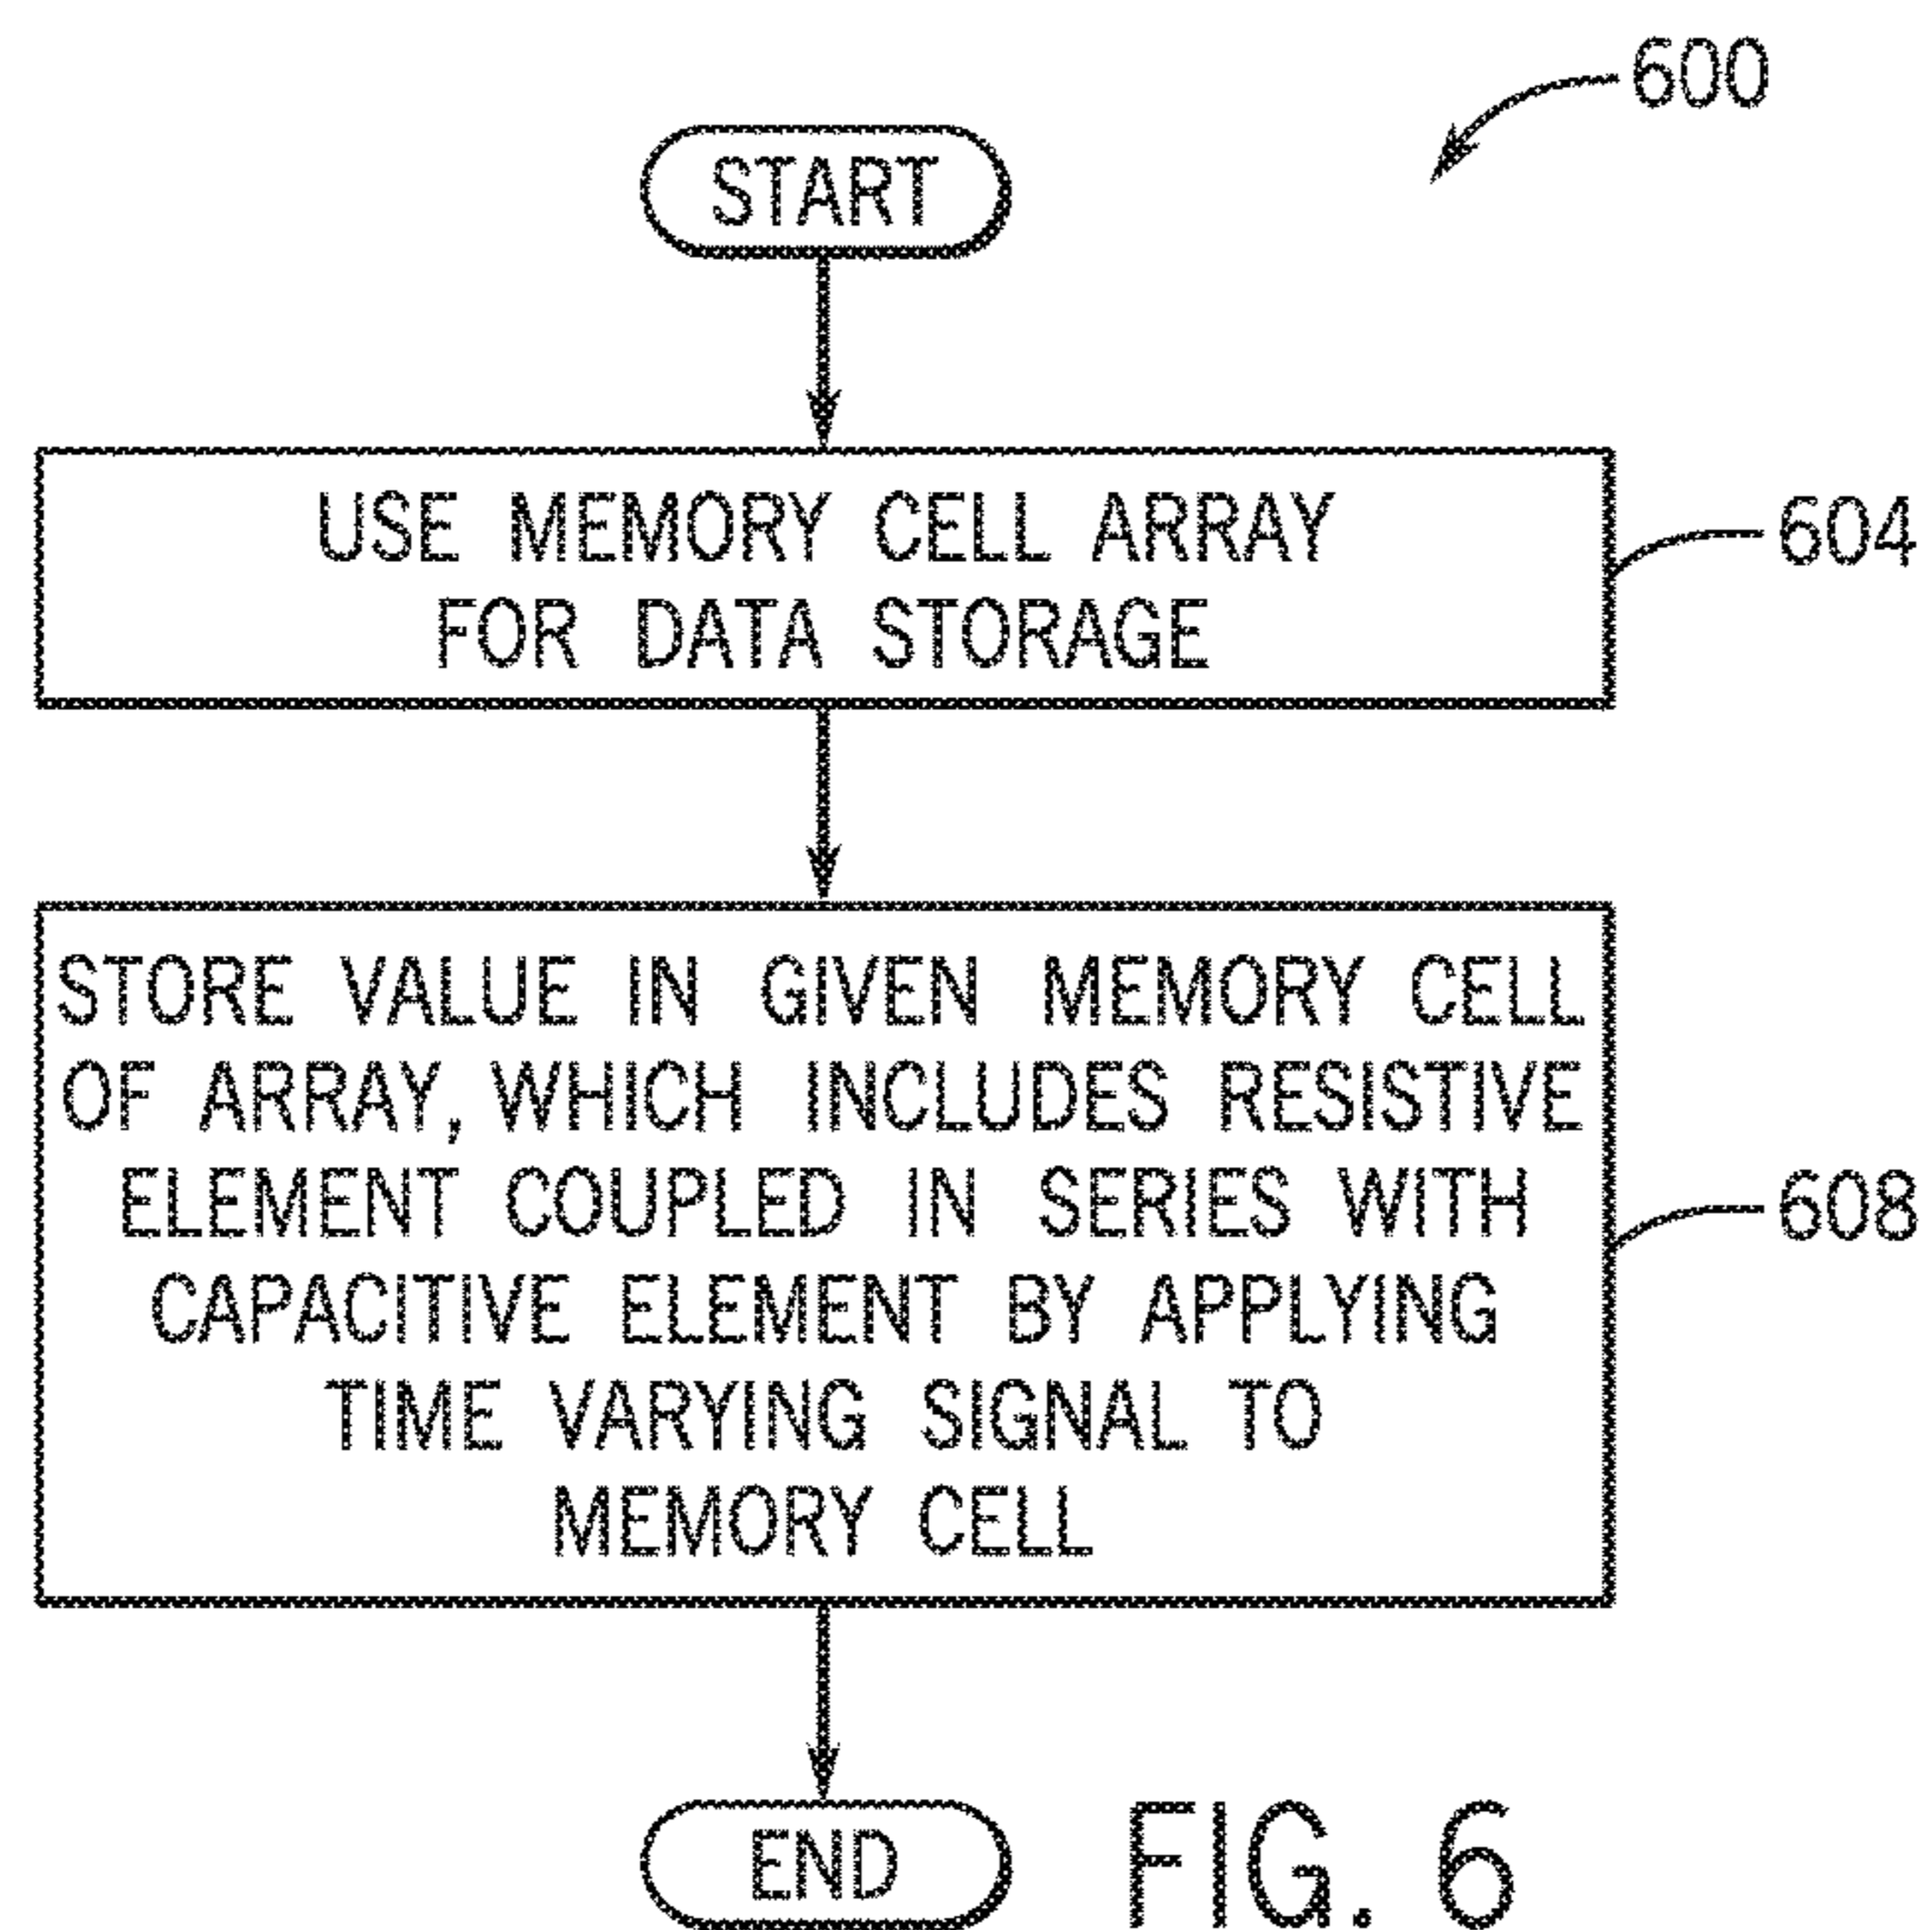 600
START
USE MEMORY CELL ARRAY
FOR DATA STORAGE
604
STORE VALUE IN GIVEN MEMORY CELL
OF ARRAY, WHICH INCLUDES RESISTIVE
ELEMENT COUPLED IN SERIES WITH
CAPACITIVE ELEMENT BY APPLYING
TIME VARYING SIGNAL TO
MEMORY CELL
608
END
FIG. 6